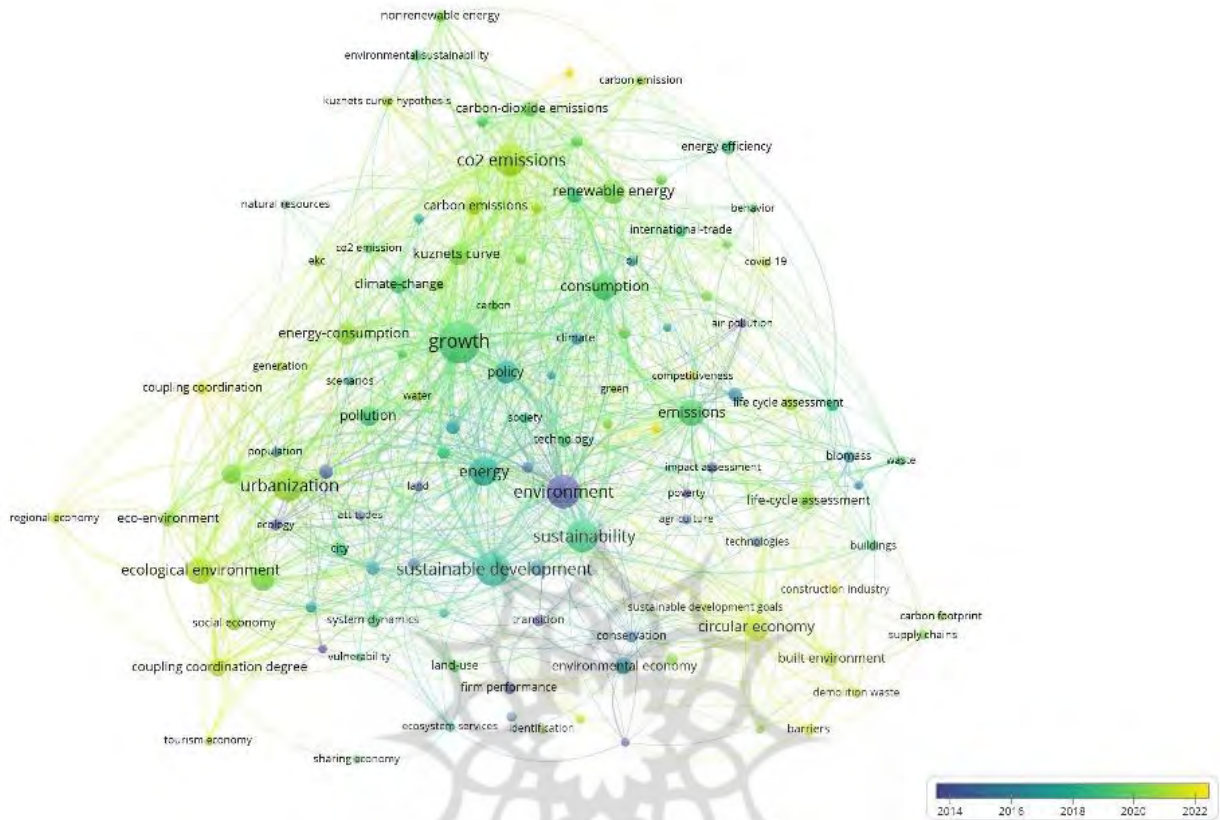 nonrenewable energy
environmental sustainability
carbon emission
kuznets curve hypothesis
carbon-dioxide emissions
energy efficiency
co2 emissions
renewable energy
natural resources
carbon emissions
behavior
international-trade
co2 emission
kuznets curve
ekc
oil
covid-19
climate-change
consumption
carbon
air pollution
energy-consumption
growth
climate
generation
policy
coupling coordination
scenarios
green
competitiveness
water
life cycle assessment
pollution
society
emissions
technology
population
energy
impact assessment
biomass
waste
urbanization
land
environment
poverty
life-cycle assessment
regional economy
eco-environment
ecology
attitudes
agriculture
sustainability
technologies
city
buildings
ecological environment
sustainable development
construction industry
sustainable development goals
carbon footprint
social economy
system dynamics
transition
circular economy
supply chains
conservation
coupling coordination degree
vulnerability
land-use
environmental economy
built-environment
firm performance
demolition waste
ecosystem services
identification
barriers
tourism economy
sharing economy
2014 2016 2018 2020 2022